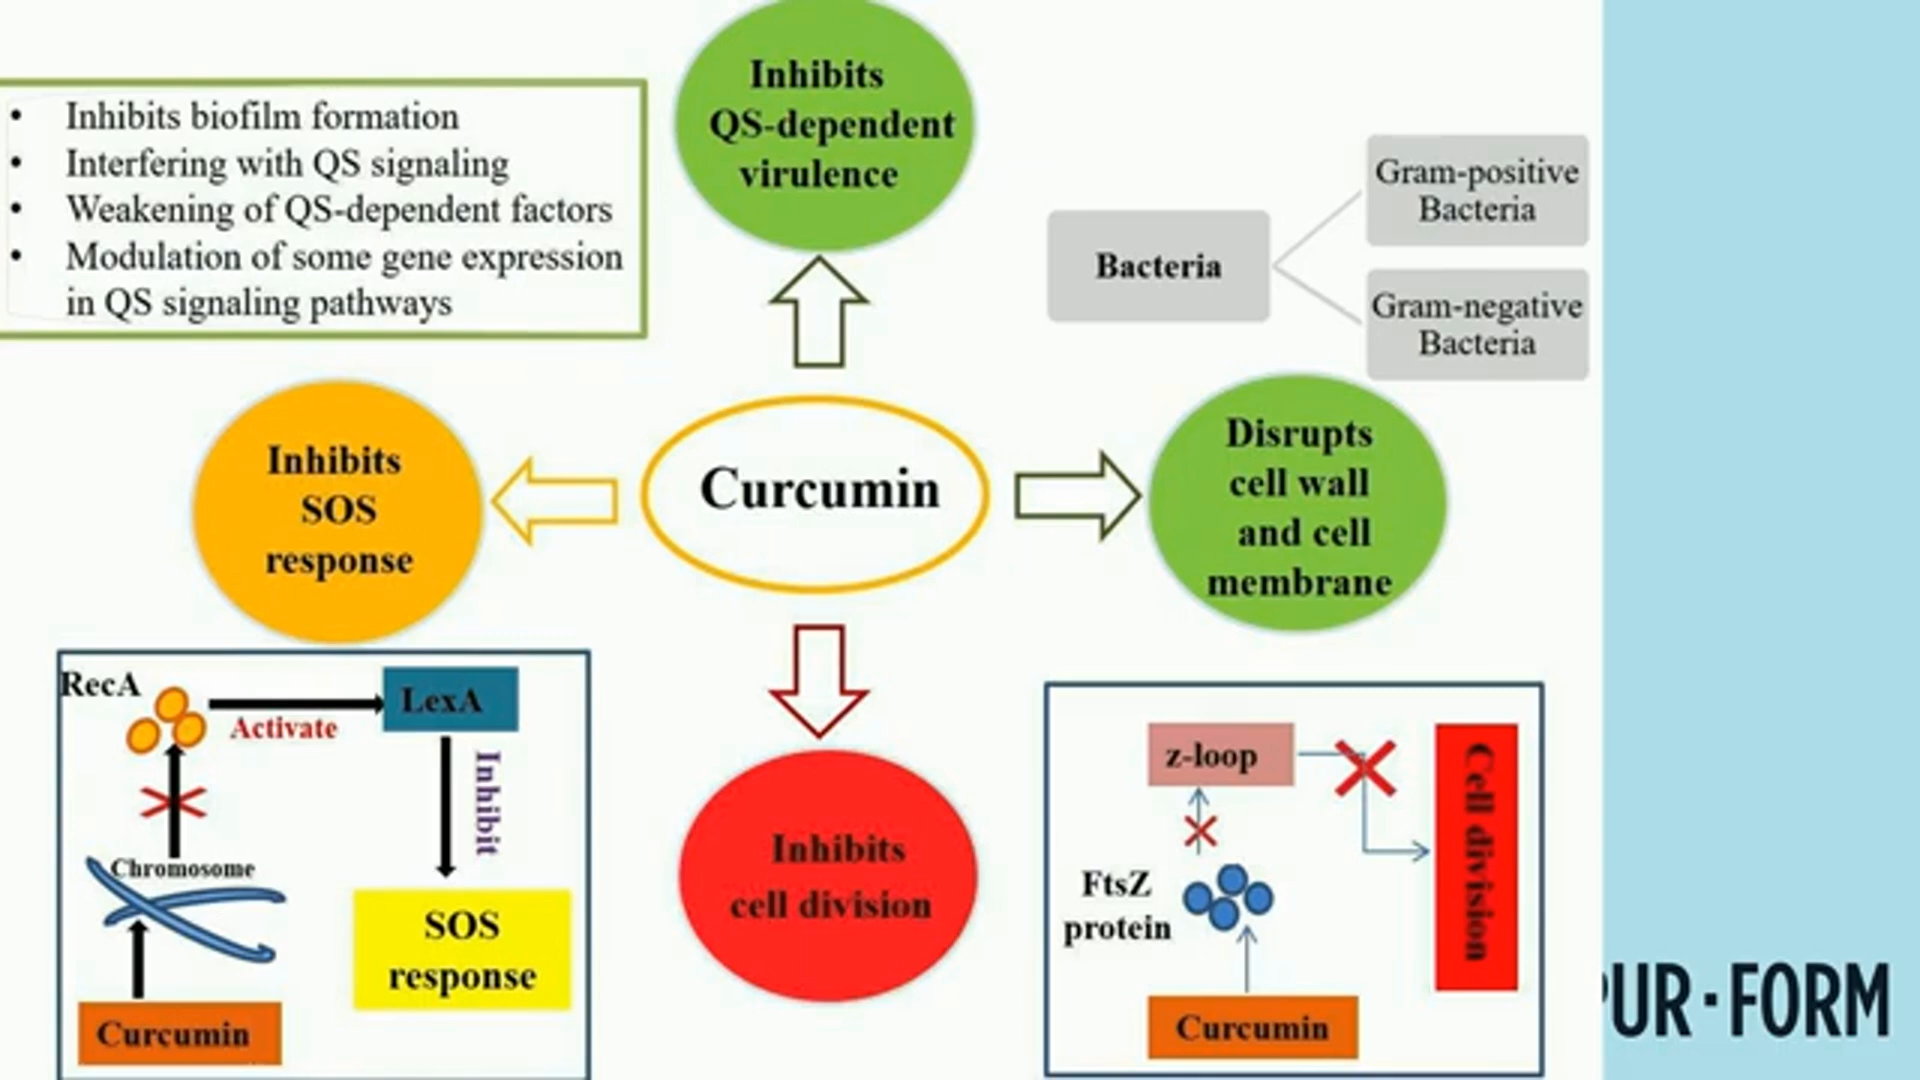 Inhibits
QS-dependent
virulence
• Inhibits biofilm formation
• Interfering with QS signaling
• Weakening of QS-dependent factors
• Modulation of some gene expression
in QS signaling pathways
Bacteria
Gram-positive
Bacteria
Gram-negative
Bacteria
Inhibits
SOS
response
Curcumin
Disrupts
cell wall
and cell
membrane
Inhibits
cell division
RecA
Activate
LexA
Inhibit
Chromosome
SOS
response
Curcumin
z-loop
Cell division
FtsZ
protein
Curcumin
PUR·FORM